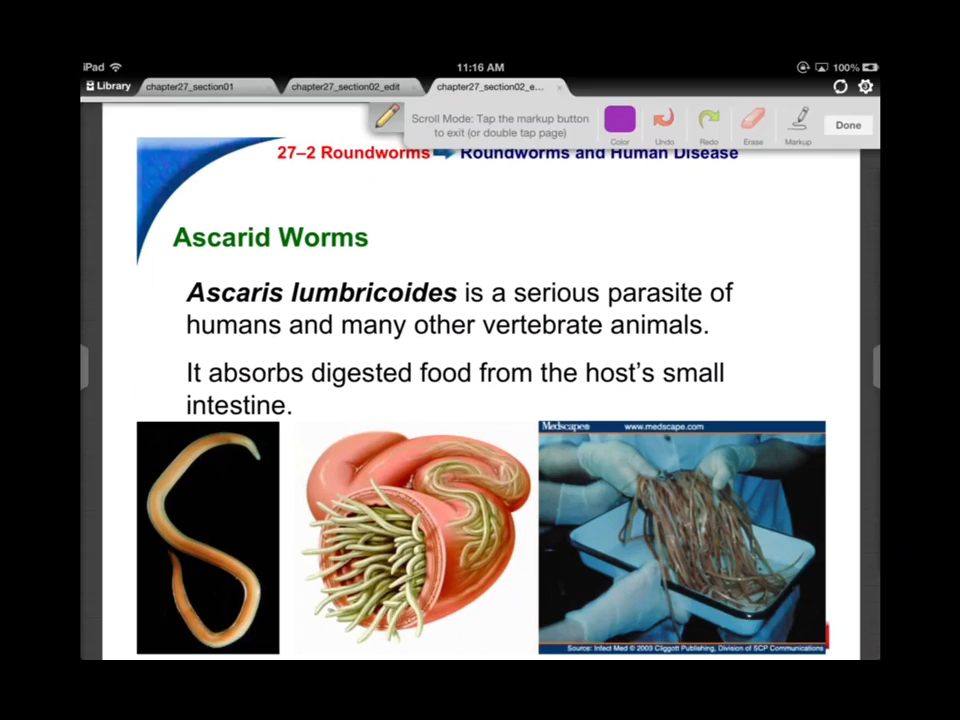 iPad
11:16 AM
100%
Library
chapter27_section01
chapter27_section02_edit
chapter27_section02_e...
Scroll Mode: Tap the markup button
to exit (or double tap page)
Color
Undo
Redo
Erase
Markup
Done
27–2 Roundworms
Roundworms and Human Disease
Ascarid Worms
Ascaris lumbricoides is a serious parasite of
humans and many other vertebrate animals.
It absorbs digested food from the host’s small
intestine.
Medscape®
www.medscape.com
Source: Infect Med © 2003 Cliggott Publishing, Division of SCP Communications